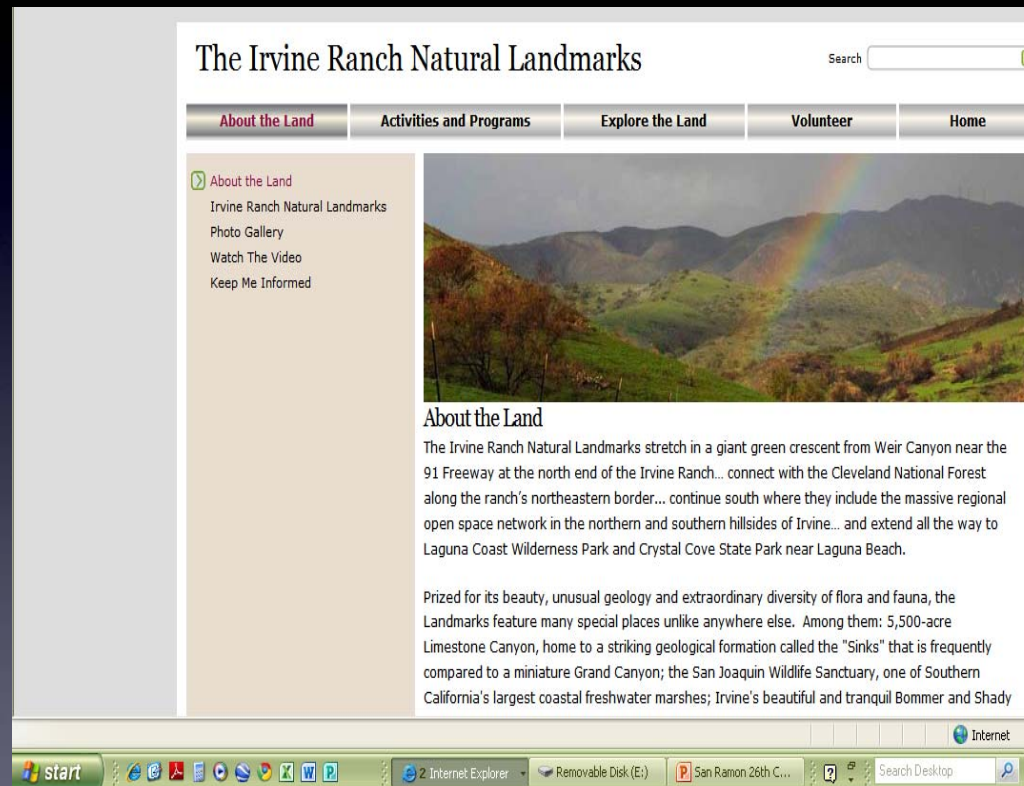 The Irvine Ranch Natural Landmarks
Search
About the Land
Activities and Programs
Explore the Land
Volunteer
Home
About the Land
Irvine Ranch Natural Landmarks
Photo Gallery
Watch The Video
Keep Me Informed
About the Land
The Irvine Ranch Natural Landmarks stretch in a giant green crescent from Weir Canyon near the
91 Freeway at the north end of the Irvine Ranch... connect with the Cleveland National Forest
along the ranch's northeastern border... continue south where they include the massive regional
open space network in the northern and southern hillsides of Irvine... and extend all the way to
Laguna Coast Wilderness Park and Crystal Cove State Park near Laguna Beach.
Prized for its beauty, unusual geology and extraordinary diversity of flora and fauna, the
Landmarks feature many special places unlike anywhere else. Among them: 5,500-acre
Limestone Canyon, home to a striking geological formation called the "Sinks" that is frequently
compared to a miniature Grand Canyon; the San Joaquin Wildlife Sanctuary, one of Southern
California's largest coastal freshwater marshes; Irvine's beautiful and tranquil Bommer and Shady
Internet
start
2 Internet Explorer
Removable Disk (E:)
San Ramon 26th C...
Search Desktop